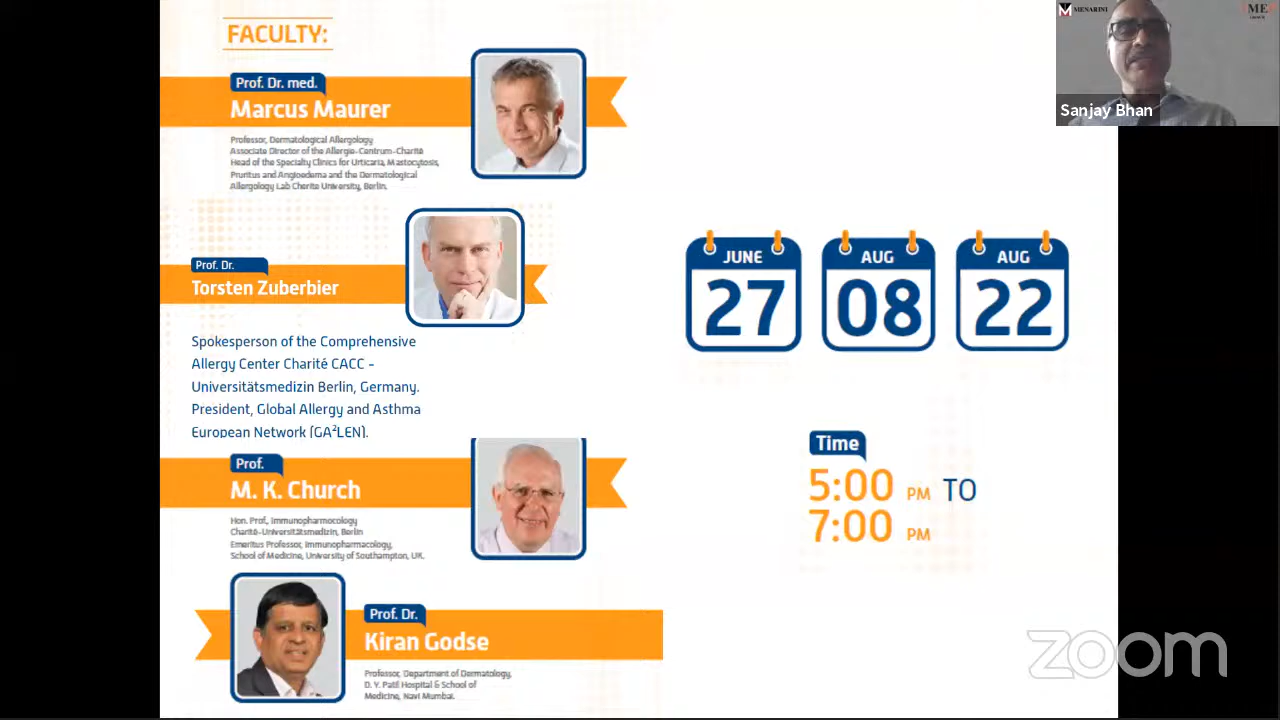 FACULTY:
Prof. Dr. med.
Marcus Maurer
Professor, Dermatological Allergology
Associate Director of the Allergie-Centrum-Charité
Head of the Specialty Clinics for Urticaria, Mastocytosis,
Pruritus and Angioedema and the Dermatological
Allergology Lab Cherite University, Berlin.
Prof. Dr.
Torsten Zuberbier
Spokesperson of the Comprehensive
Allergy Center Charité CACC –
Universitätsmedizin Berlin, Germany.
President, Global Allergy and Asthma
European Network (GA²LEN).
Prof.
M. K. Church
Hon. Prof., Immunopharmocology
Charité-Universitätsmedizin, Berlin
Emeritus Professor, Immunopharmacology,
School of Medicine, University of Southampton, UK.
Prof. Dr.
Kiran Godse
Professor, Department of Dermatology,
D. Y. Patil Hospital & School of
Medicine, Navi Mumbai.
JUNE
27
AUG
08
AUG
22
Time
5:00 PM TO
7:00 PM
MENARINI
Sanjay Bhan
zoom